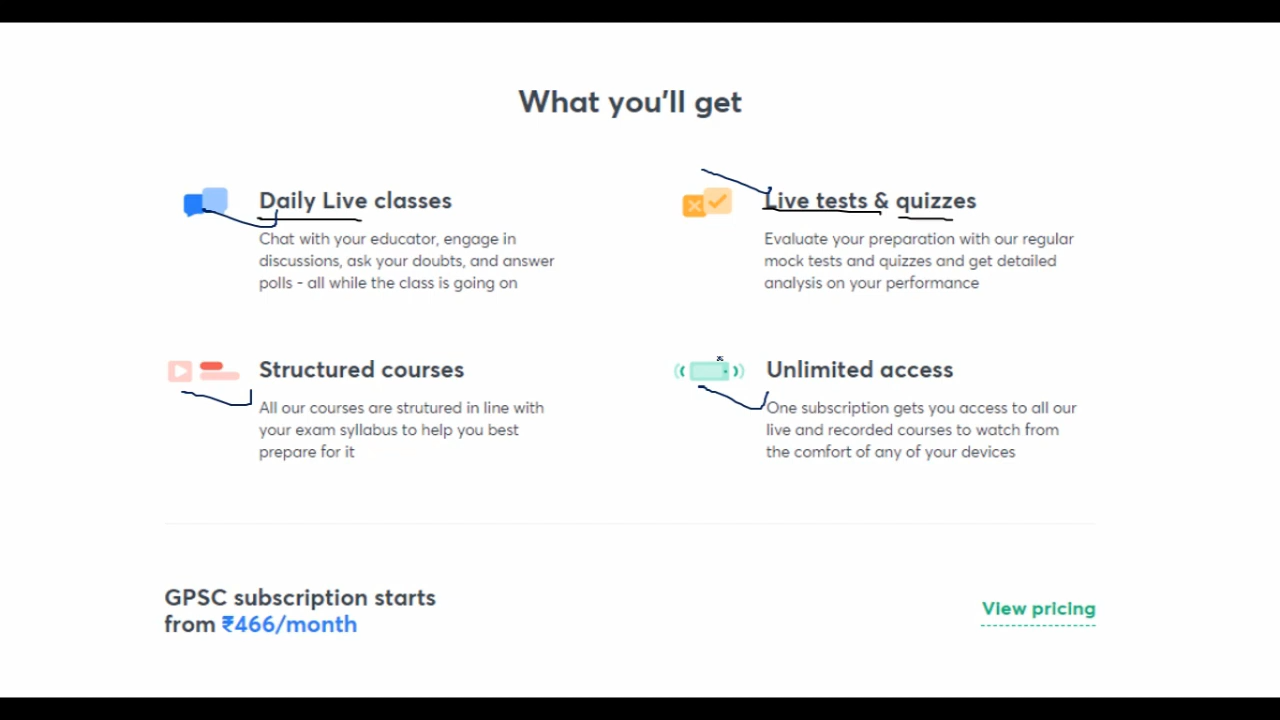 What you'll get
Daily Live classes
Chat with your educator, engage in
discussions, ask your doubts, and answer
polls - all while the class is going on
Live tests & quizzes
Evaluate your preparation with our regular
mock tests and quizzes and get detailed
analysis on your performance
Structured courses
All our courses are strutured in line with
your exam syllabus to help you best
prepare for it
Unlimited access
One subscription gets you access to all our
live and recorded courses to watch from
the comfort of any of your devices
GPSC subscription starts
from ₹466/month
View pricing